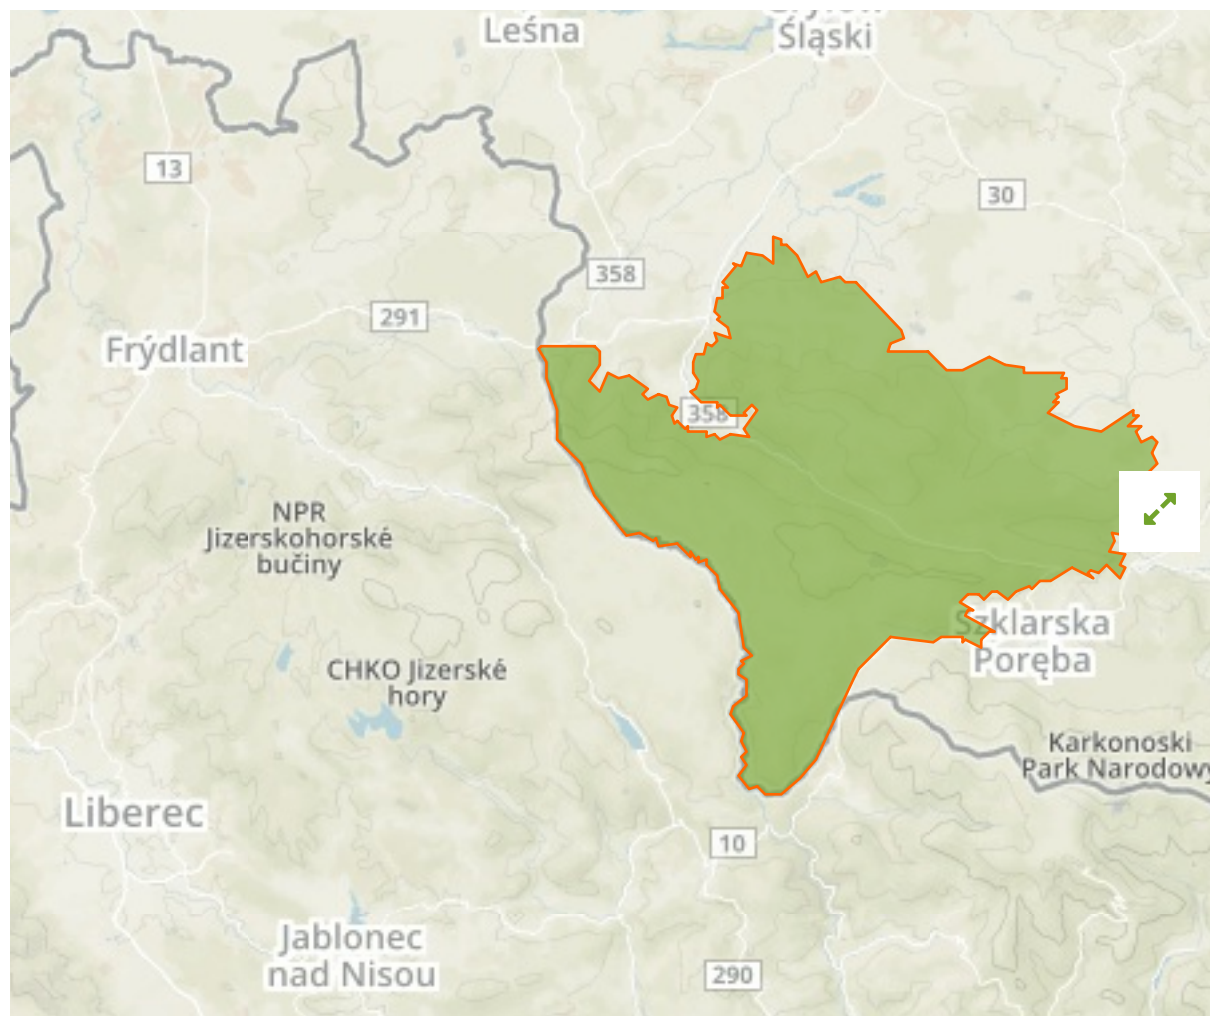 Leśna
Śląski
13
30
358
291
Frýdlant
358
NPR
Jizerskohorské
bučiny
Szklarska
Poręba
CHKO Jizerské
hory
Karkonoski
Park Narodowy
Liberec
10
Jablonec
nad Nisou
290